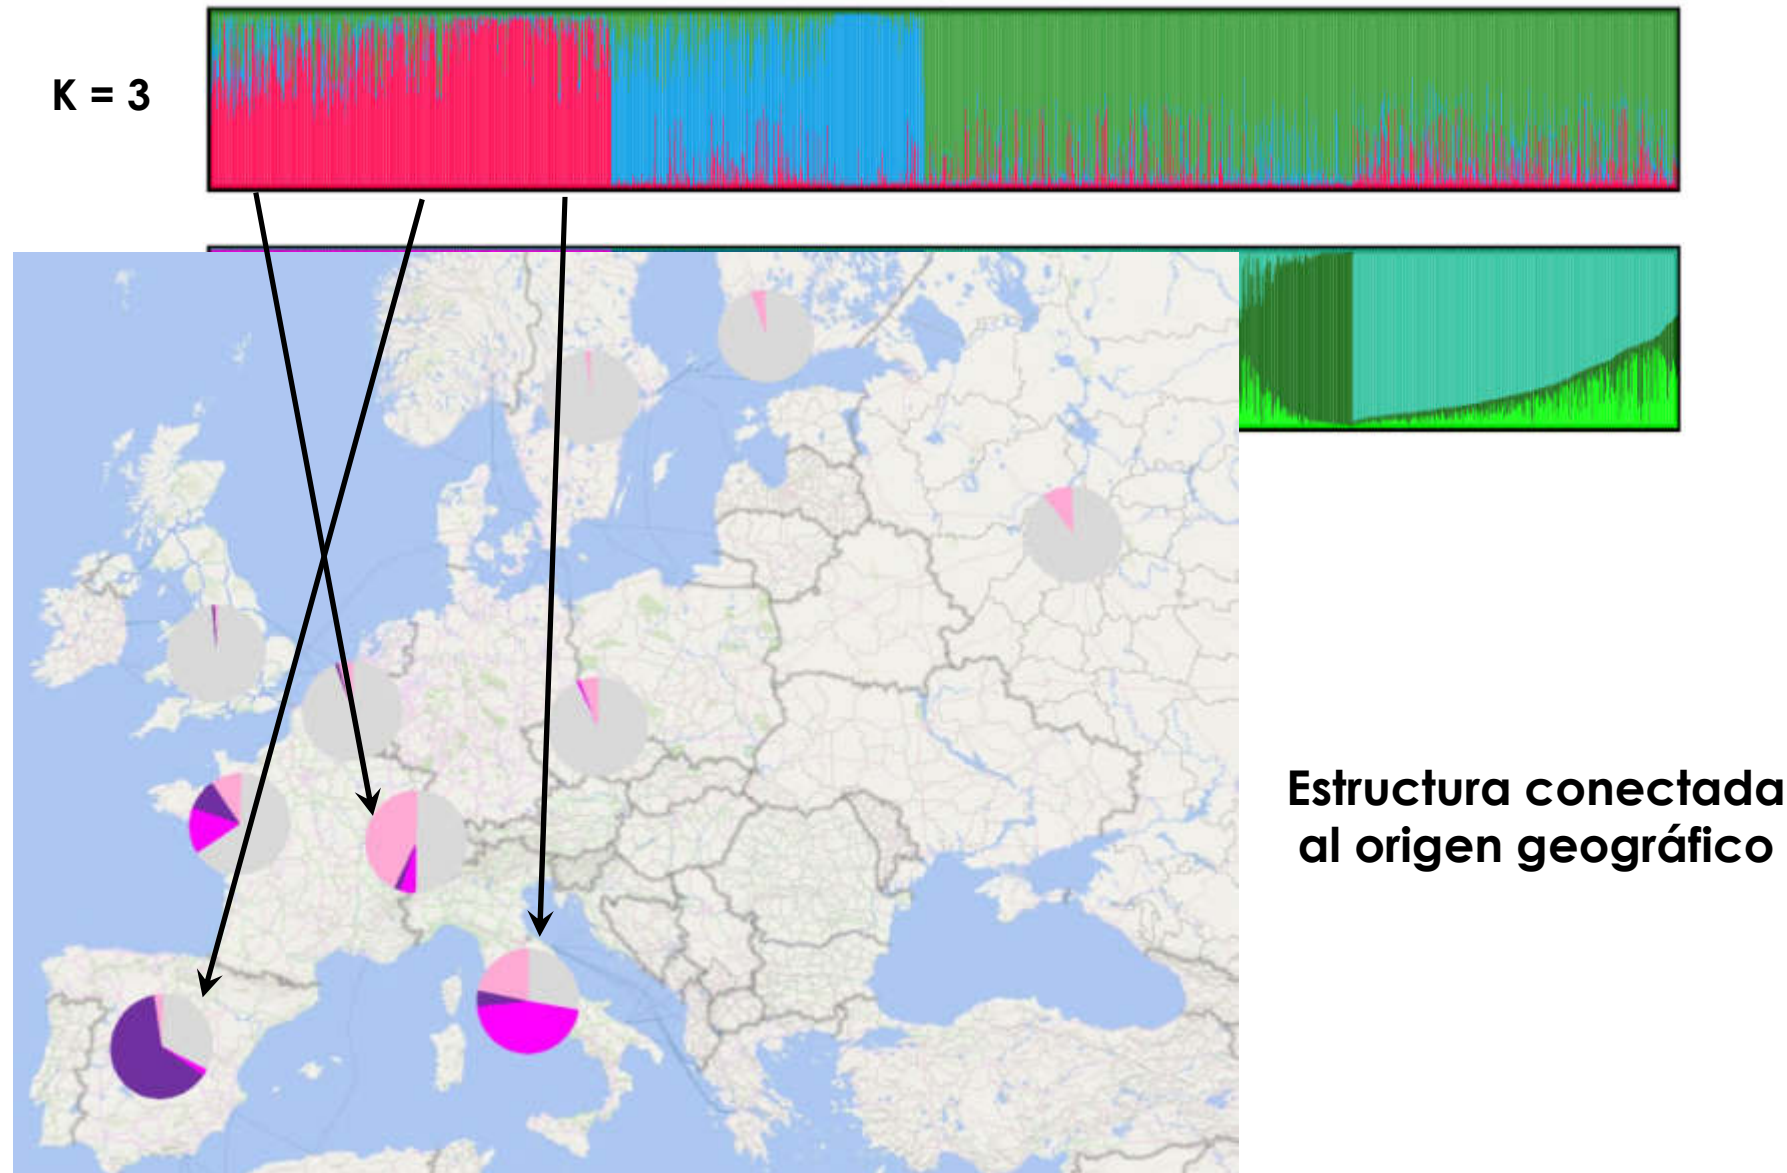 K = 3
Estructura conectada
al origen geográfico